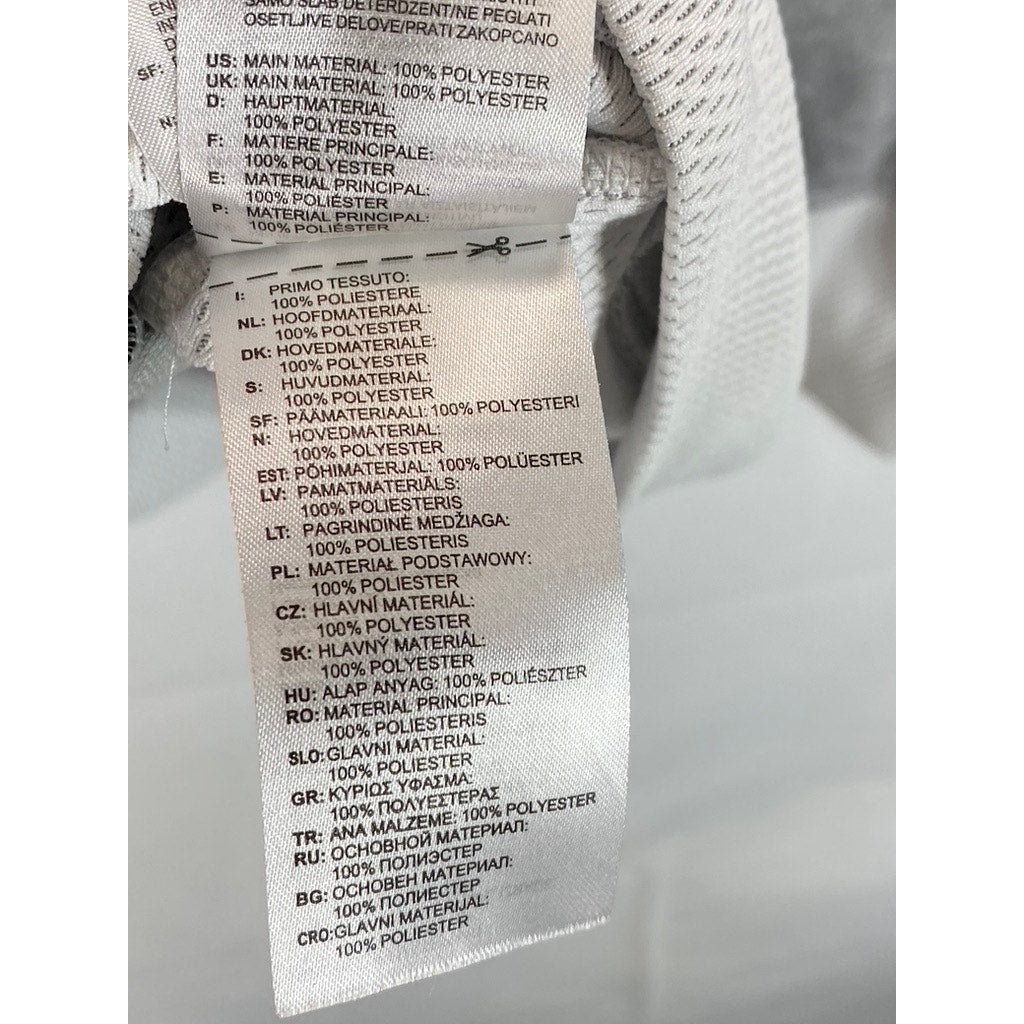 SAMO SLAB DETERDZENT/NE PEGLATI
OSETLJIVE DELOVE/PRATI ZAKOPCANO
US: MAIN MATERIAL: 100% POLYESTER
UK: MAIN MATERIAL: 100% POLYESTER
D: HAUPTMATERIAL:
100% POLYESTER
F: MATIERE PRINCIPALE:
100% POLYESTER
E: MATERIAL PRINCIPAL:
100% POLIÉSTER
P: MATERIAL PRINCIPAL:
100% POLIÉSTER
I: PRIMO TESSUTO:
100% POLIESTERE
NL: HOOFDMATERIAAL:
100% POLYESTER
DK: HOVEDMATERIALE:
100% POLYESTER
S: HUVUDMATERIAL:
100% POLYESTER
SF: PÄÄMATERIAALI: 100% POLYESTERI
N: HOVEDMATERIAL:
100% POLYESTER
EST: PÕHIMATERJAL: 100% POLÜESTER
LV: PAMATMATERIĀLS:
100% POLIESTERIS
LT: PAGRINDINĖ MEDŽIAGA:
100% POLIESTERIS
PL: MATERIAŁ PODSTAWOWY:
100% POLIESTER
CZ: HLAVNÍ MATERIÁL:
100% POLYESTER
SK: HLAVNÝ MATERIÁL:
100% POLYESTER
HU: ALAP ANYAG: 100% POLIÉSZTER
RO: MATERIAL PRINCIPAL:
100% POLIESTERIS
SLO: GLAVNI MATERIAL:
100% POLIESTER
GR: ΚΥΡΙΩΣ ΥΦΑΣΜΑ:
100% ΠΟΛΥΕΣΤΕΡΑΣ
TR: ANA MALZEME: 100% POLYESTER
RU: ОСНОВНОЙ МАТЕРИАЛ:
100% ПОЛИЭСТЕР
BG: ОСНОВЕН МАТЕРИАЛ:
100% ПОЛИЕСТЕР
CRO: GLAVNI MATERIJAL:
100% POLIESTER
SF:
N: